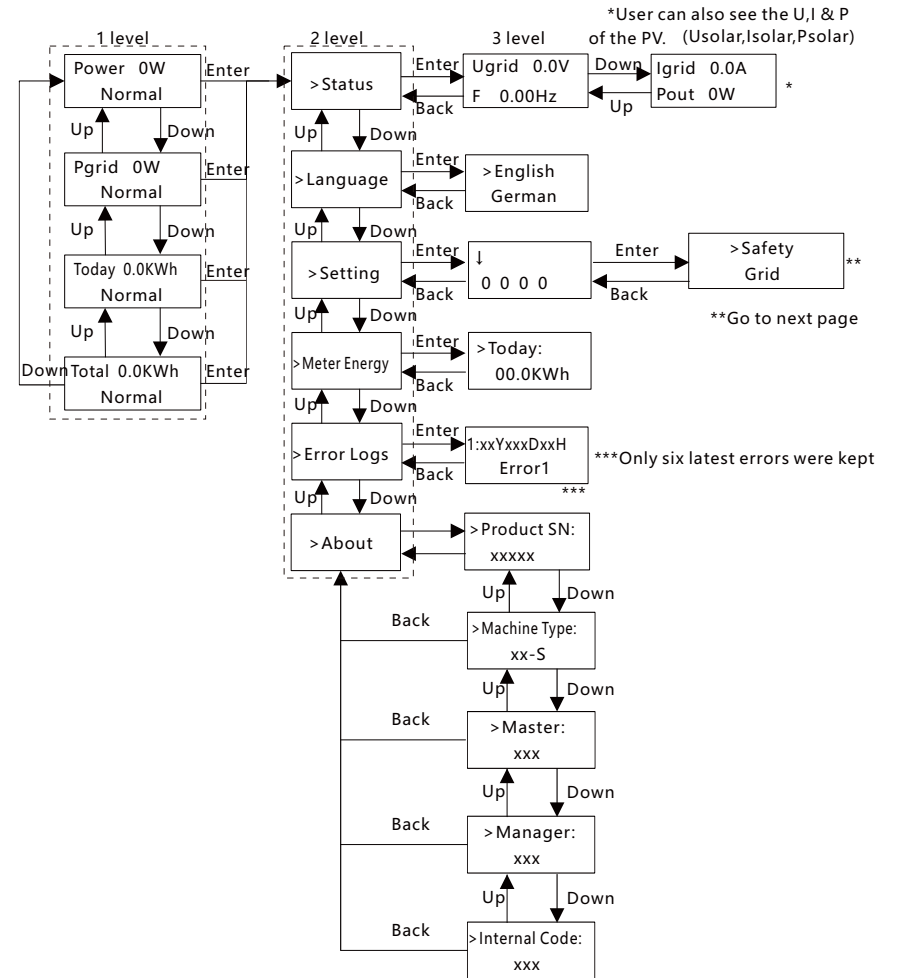 *User can also see the U,I & P
of the PV. (Usolar,Isolar,Psolar)
1 level
2 level
3 level
Power 0W
Normal
Enter
Up
Down
Pgrid 0W
Normal
Enter
Up
Down
Today 0.0KWh
Normal
Enter
Up
Down
Down
Total 0.0KWh
Normal
Enter
>Status
Enter
Back
Ugrid 0.0V
F 0.00Hz
Down
Up
Igrid 0.0A
Pout 0W
*
Up
Down
>Language
Enter
Back
>English
German
Up
Down
>Setting
Enter
Back
↓
0 0 0 0
Enter
Back
>Safety
Grid
**
**Go to next page
Up
Down
>Meter Energy
Enter
Back
>Today:
00.0KWh
Up
Down
>Error Logs
Enter
Back
1:xxYxxxDxxH
Error1
***Only six latest errors were kept
***
Up
Down
>About
>Product SN:
xxxxx
Up
Down
Back
>Machine Type:
xx-S
Up
Down
Back
>Master:
xxx
Up
Down
Back
>Manager:
xxx
Up
Down
Back
>Internal Code:
xxx